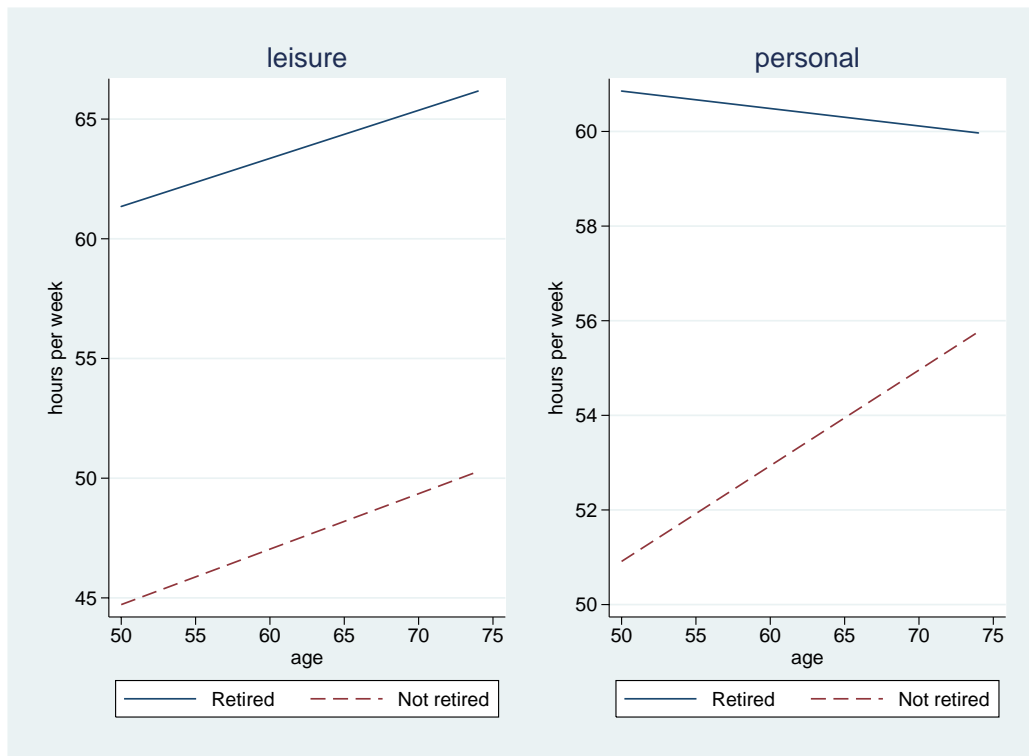 leisure
hours per week
65
60
55
50
45
50 55 60 65 70 75
age
Retired Not retired
personal
hours per week
60
58
56
54
52
50
50 55 60 65 70 75
age
Retired Not retired